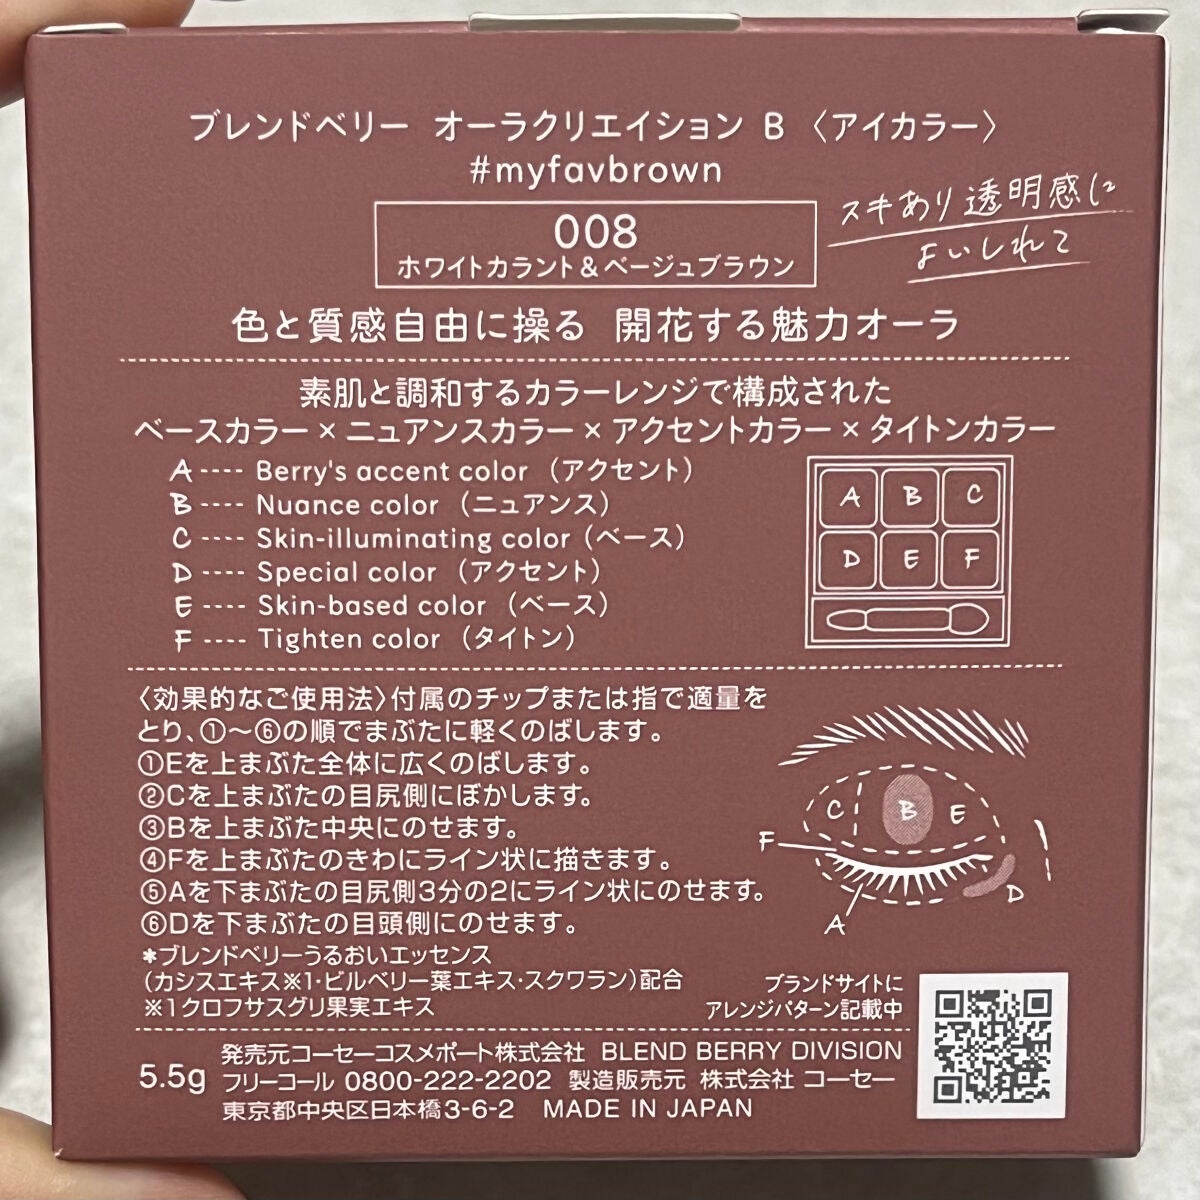 ブレンドベリー オーラクリエイション B 〈アイカラー〉
#myfavbrown
008
ホワイトカラント&ベージュブラウン
スキあり透明感に
よいしれて
色と質感自由に操る 開花する魅力オーラ
素肌と調和するカラーレンジで構成された
ベースカラー×ニュアンスカラー×アクセントカラー×タイトンカラー
A ---- Berry's accent color (アクセント)
B ---- Nuance color (ニュアンス)
C ---- Skin-illuminating color (ベース)
D ---- Special color (アクセント)
E ---- Skin-based color (ベース)
F ---- Tighten color (タイトン)
A B C
D E F
〈効果的なご使用法〉付属のチップまたは指で適量を
とり、①〜⑥の順でまぶたに軽くのばします。
①Eを上まぶた全体に広くのばします。
②Cを上まぶたの目尻側にぼかします。
③Bを上まぶた中央にのせます。
④Fを上まぶたのきわにライン状に描きます。
⑤Aを下まぶたの目尻側3分の2にライン状にのせます。
⑥Dを下まぶたの目頭側にのせます。
C B E
F
D
A
*ブレンドベリーうるおいエッセンス
(カシスエキス※1・ビルベリー葉エキス・スクワラン)配合
※1クロフサスグリ果実エキス
ブランドサイトに
アレンジパターン記載中
5.5g
発売元コーセーコスメポート株式会社 BLEND BERRY DIVISION
フリーコール 0800-222-2202 製造販売元 株式会社 コーセー
東京都中央区日本橋3-6-2 MADE IN JAPAN